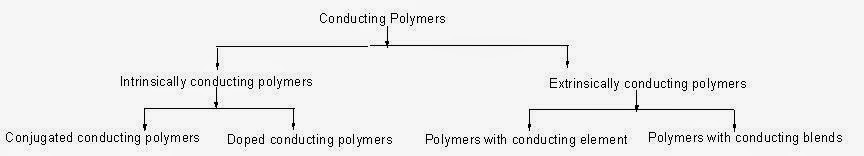 Conducting Polymers
Intrinsically conducting polymers
Extrinsically conducting polymers
Conjugated conducting polymers
Doped conducting polymers
Polymers with conducting element
Polymers with conducting blends